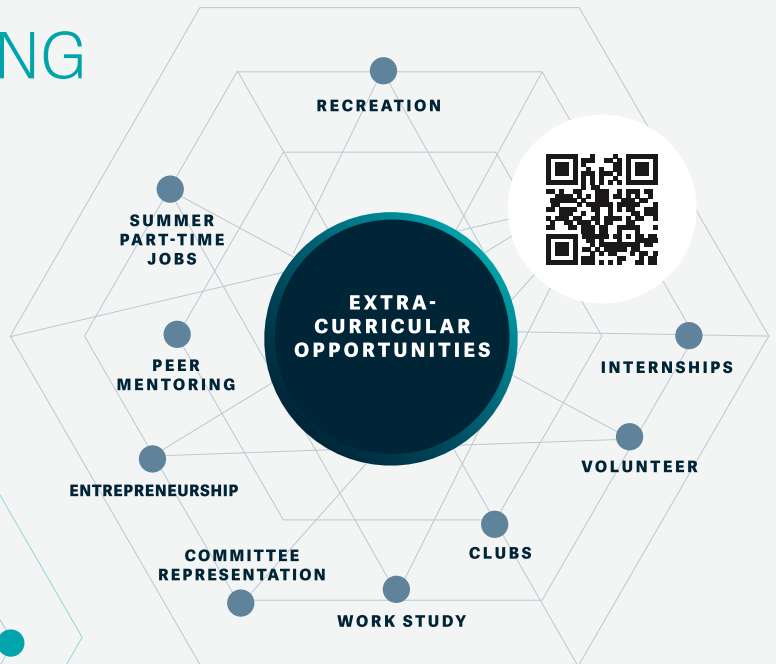 NG
RECREATION
SUMMER
PART-TIME
JOBS
EXTRA-
CURRICULAR
OPPORTUNITIES
PEER
MENTORING
INTERNSHIPS
VOLUNTEER
ENTREPRENEURSHIP
CLUBS
COMMITTEE
REPRESENTATION
WORK STUDY